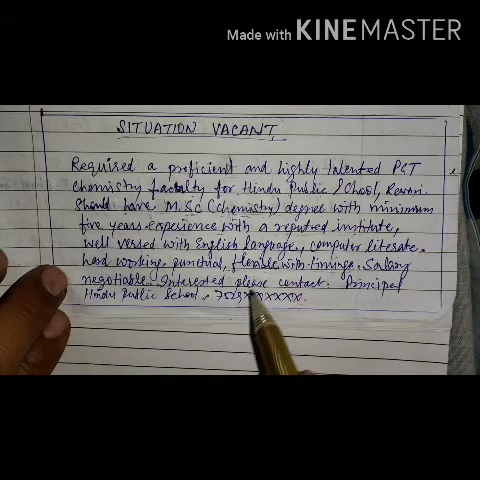 Made with KINEMASTER
SITUATION VACANT
Required a proficient and highly talented PGT
Chemistry faculty for Hindu Public School, Rewari.
Should have M.Sc (Chemistry) degree with minimum
five years experience with a reputed institute,
well versed with English language, computer literate,
hard working, punctual, flexible with timings. Salary
negotiable. Interested please contact. Principal
Hindu Public School,